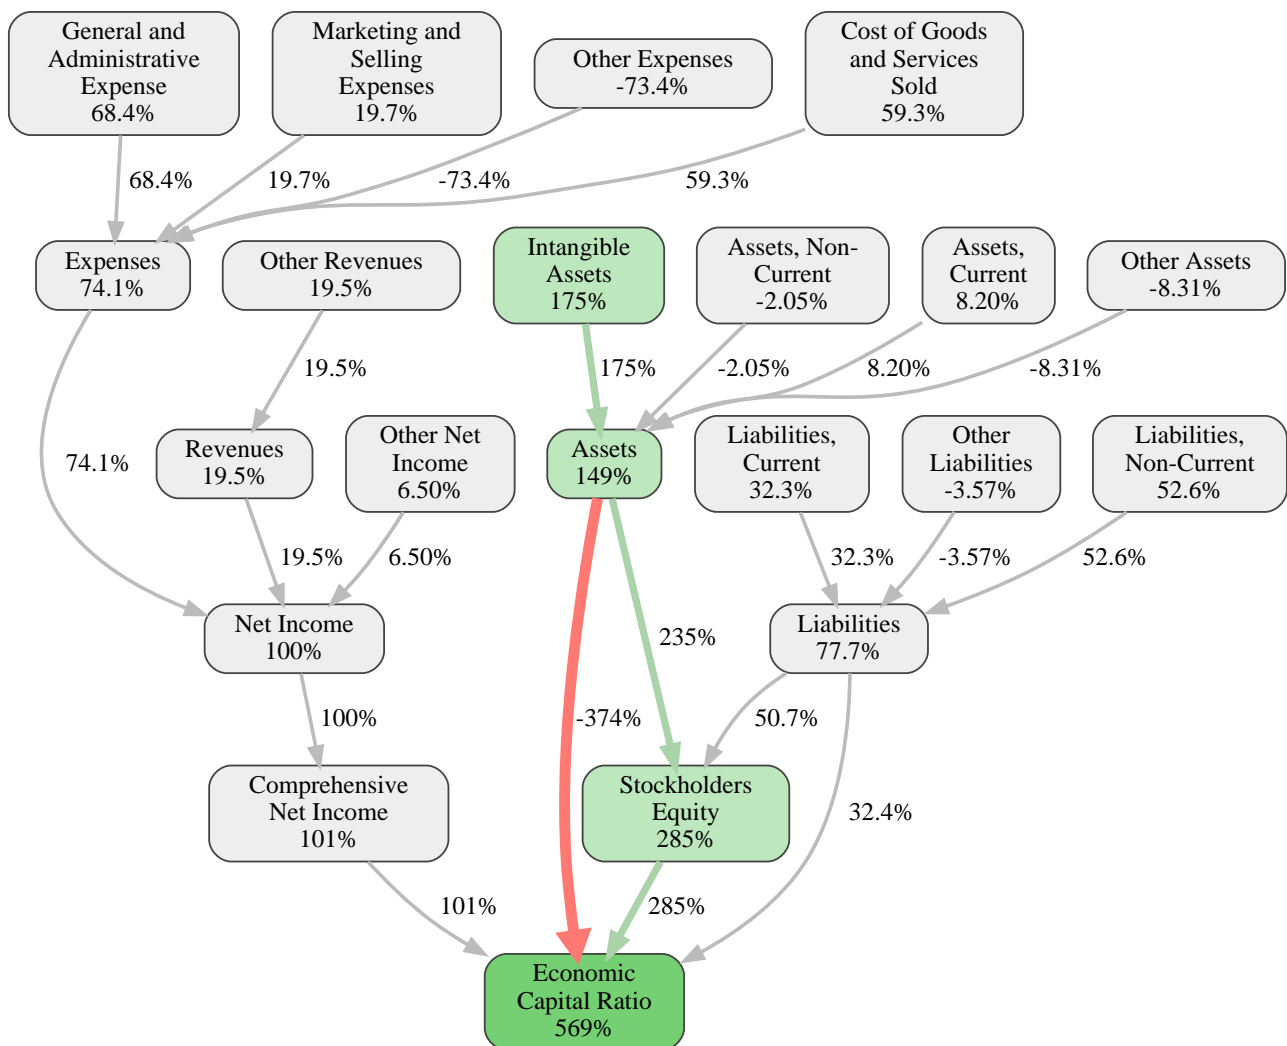 General and
Administrative
Expense
68.4%
Marketing and
Selling
Expenses
19.7%
Other Expenses
-73.4%
Cost of Goods
and Services
Sold
59.3%
68.4%
19.7%
-73.4%
59.3%
Expenses
74.1%
Other Revenues
19.5%
Intangible
Assets
175%
Assets, Non-
Current
-2.05%
Assets,
Current
8.20%
Other Assets
-8.31%
19.5%
175%
-2.05%
8.20%
-8.31%
74.1%
Revenues
19.5%
Other Net
Income
6.50%
Assets
149%
Liabilities,
Current
32.3%
Other
Liabilities
-3.57%
Liabilities,
Non-Current
52.6%
19.5%
6.50%
32.3%
-3.57%
52.6%
Net Income
100%
235%
Liabilities
77.7%
100%
-374%
50.7%
Comprehensive
Net Income
101%
Stockholders
Equity
285%
32.4%
101%
285%
Economic
Capital Ratio
569%